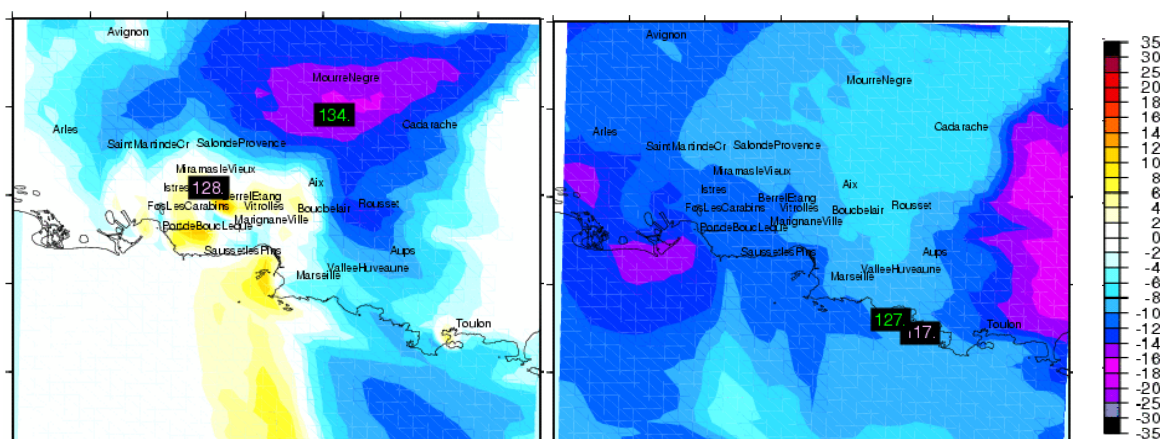 Avignon
MourreNegre
134.
Cadarache
Arles
SaintMartindeCr SalondeProvence
MiramasleVieux
Istres 128. Aix
BerrelEtang
FosLesCarabins Vitrolles Boucbelair Rousset
MarignaneVille
PortdeBoucLeque
SaussetlesPins Aups
Marseille ValleeHuveaune
Toulon
Avignon
MourreNegre
Arles Cadarache
SaintMartindeCr SalondeProvence
MiramasleVieux
Istres Aix
BerrelEtang
FosLesCarabins Vitrolles Boucbelair Rousset
MarignaneVille
PortdeBoucLeque
SaussetlesPins Aups
Marseille ValleeHuveaune
127. 117. Toulon
35
30
25
20
18
16
14
12
10
8
6
4
2
0
-2
-4
-6
-8
-10
-12
-14
-16
-18
-20
-25
-30
-35